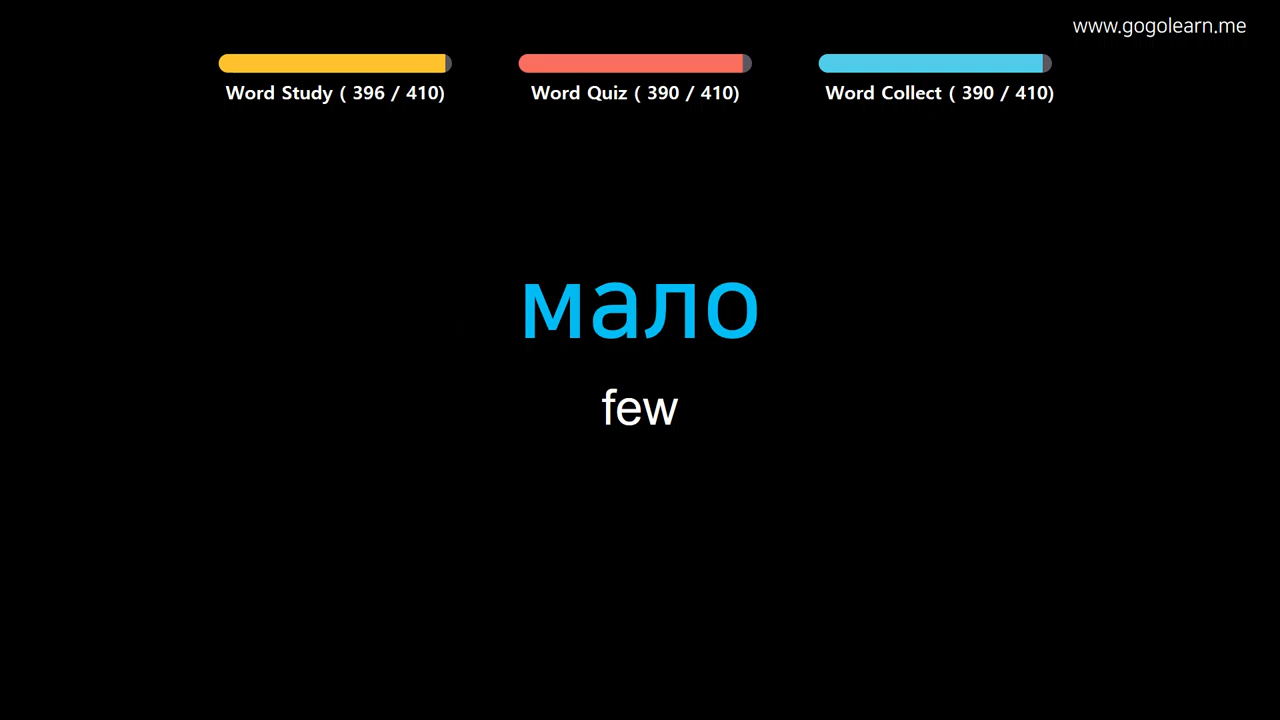 www.gogolearn.me
Word Study ( 396 / 410)
Word Quiz ( 390 / 410)
Word Collect ( 390 / 410)
мало
few